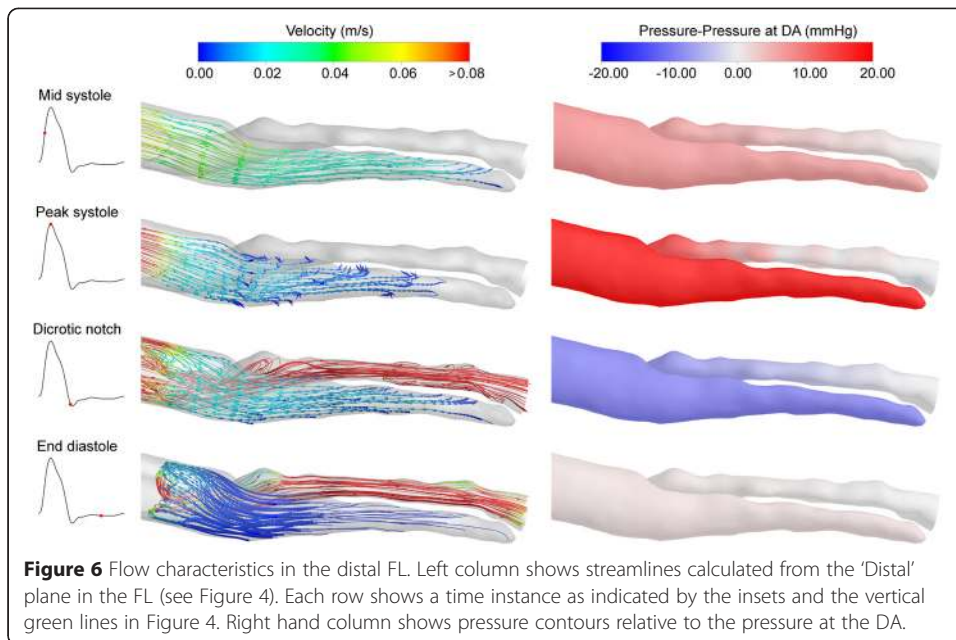 Velocity (m/s)
0.00 0.02 0.04 0.06 >0.08
Pressure-Pressure at DA (mmHg)
-20.00 -10.00 0.00 10.00 20.00
Mid systole
Peak systole
Dicrotic notch
End diastole
Figure 6 Flow characteristics in the distal FL. Left column shows streamlines calculated from the ‘Distal’
plane in the FL (see Figure 4). Each row shows a time instance as indicated by the insets and the vertical
green lines in Figure 4. Right hand column shows pressure contours relative to the pressure at the DA.